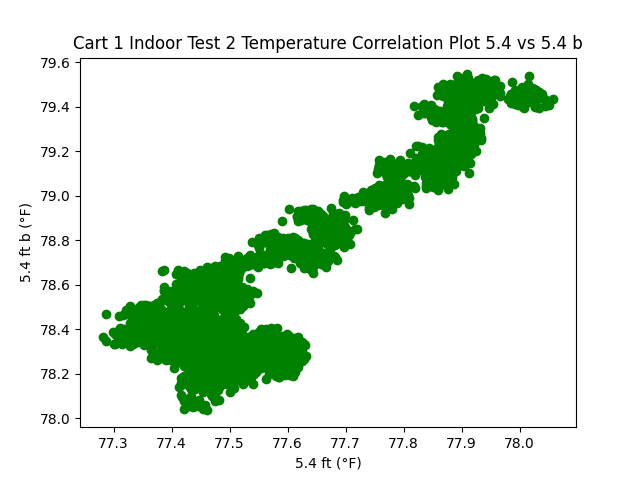 Cart 1 Indoor Test 2 Temperature Correlation Plot 5.4 vs 5.4 b
79.6
79.4
79.2
79.0
78.8
78.6
78.4
78.2
78.0
5.4 ft b (°F)
77.3 77.4 77.5 77.6 77.7 77.8 77.9 78.0
5.4 ft (°F)